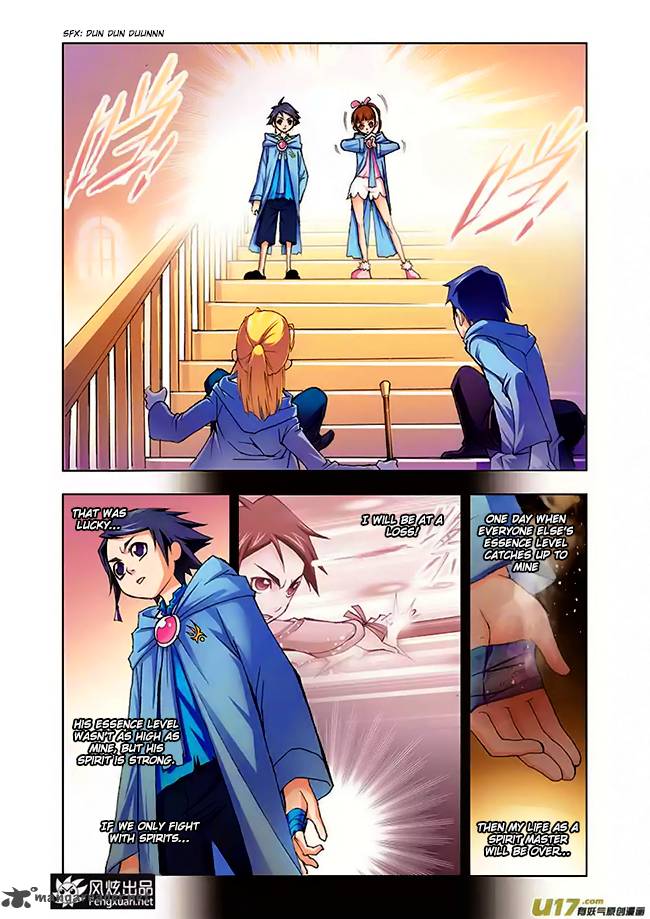 SFX: DUN DUN DUUNNN
THAT WAS
LUCKY...
HIS ESSENCE LEVEL
WASN'T AS HIGH AS
MINE, BUT HIS
SPIRIT IS STRONG.
IF WE ONLY FIGHT
WITH SPIRITS...
I WILL BE AT A
LOSS!
ONE DAY WHEN
EVERYONE ELSE'S
ESSENCE LEVEL
CATCHES UP TO
MINE
THEN MY LIFE AS A
SPIRIT MASTER
WILL BE OVER...
风炫出品
Fengxuan.net
U17.com
有妖气原创漫画